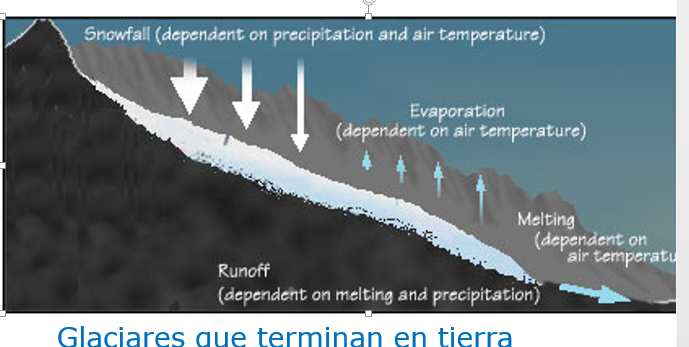 Snowfall (dependent on precipitation and air temperature)
Evaporation
(dependent on air temperature)
Melting
(dependent on
air temperatu
Runoff
(dependent on melting and precipitation)
Glaciares que terminan en tierra